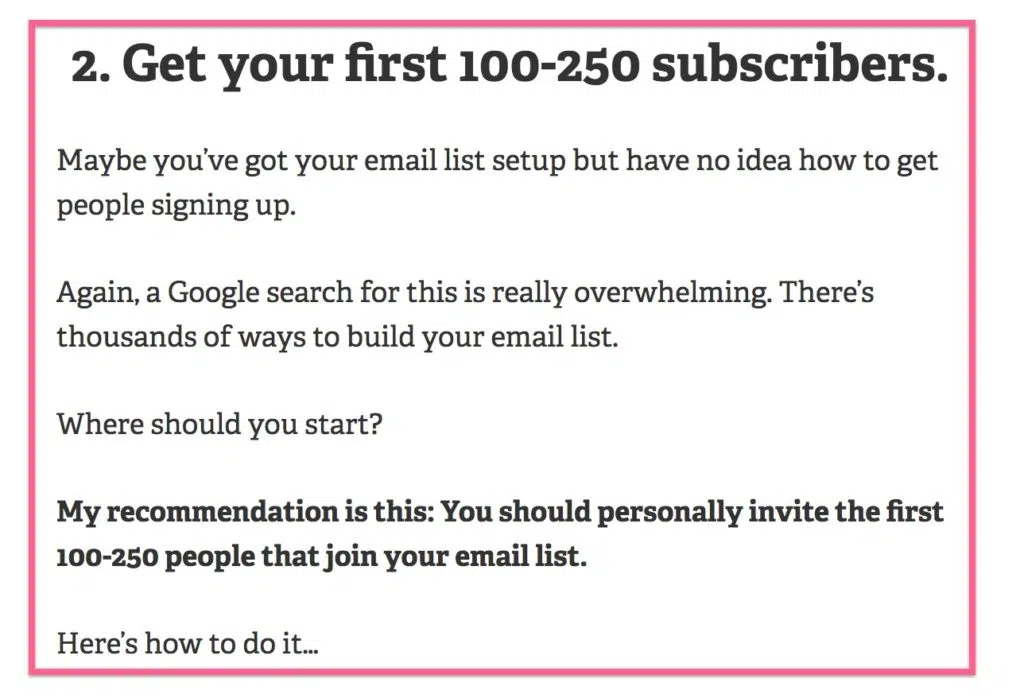 2. Get your first 100-250 subscribers.
Maybe you’ve got your email list setup but have no idea how to get
people signing up.
Again, a Google search for this is really overwhelming. There’s
thousands of ways to build your email list.
Where should you start?
My recommendation is this: You should personally invite the first
100-250 people that join your email list.
Here’s how to do it...